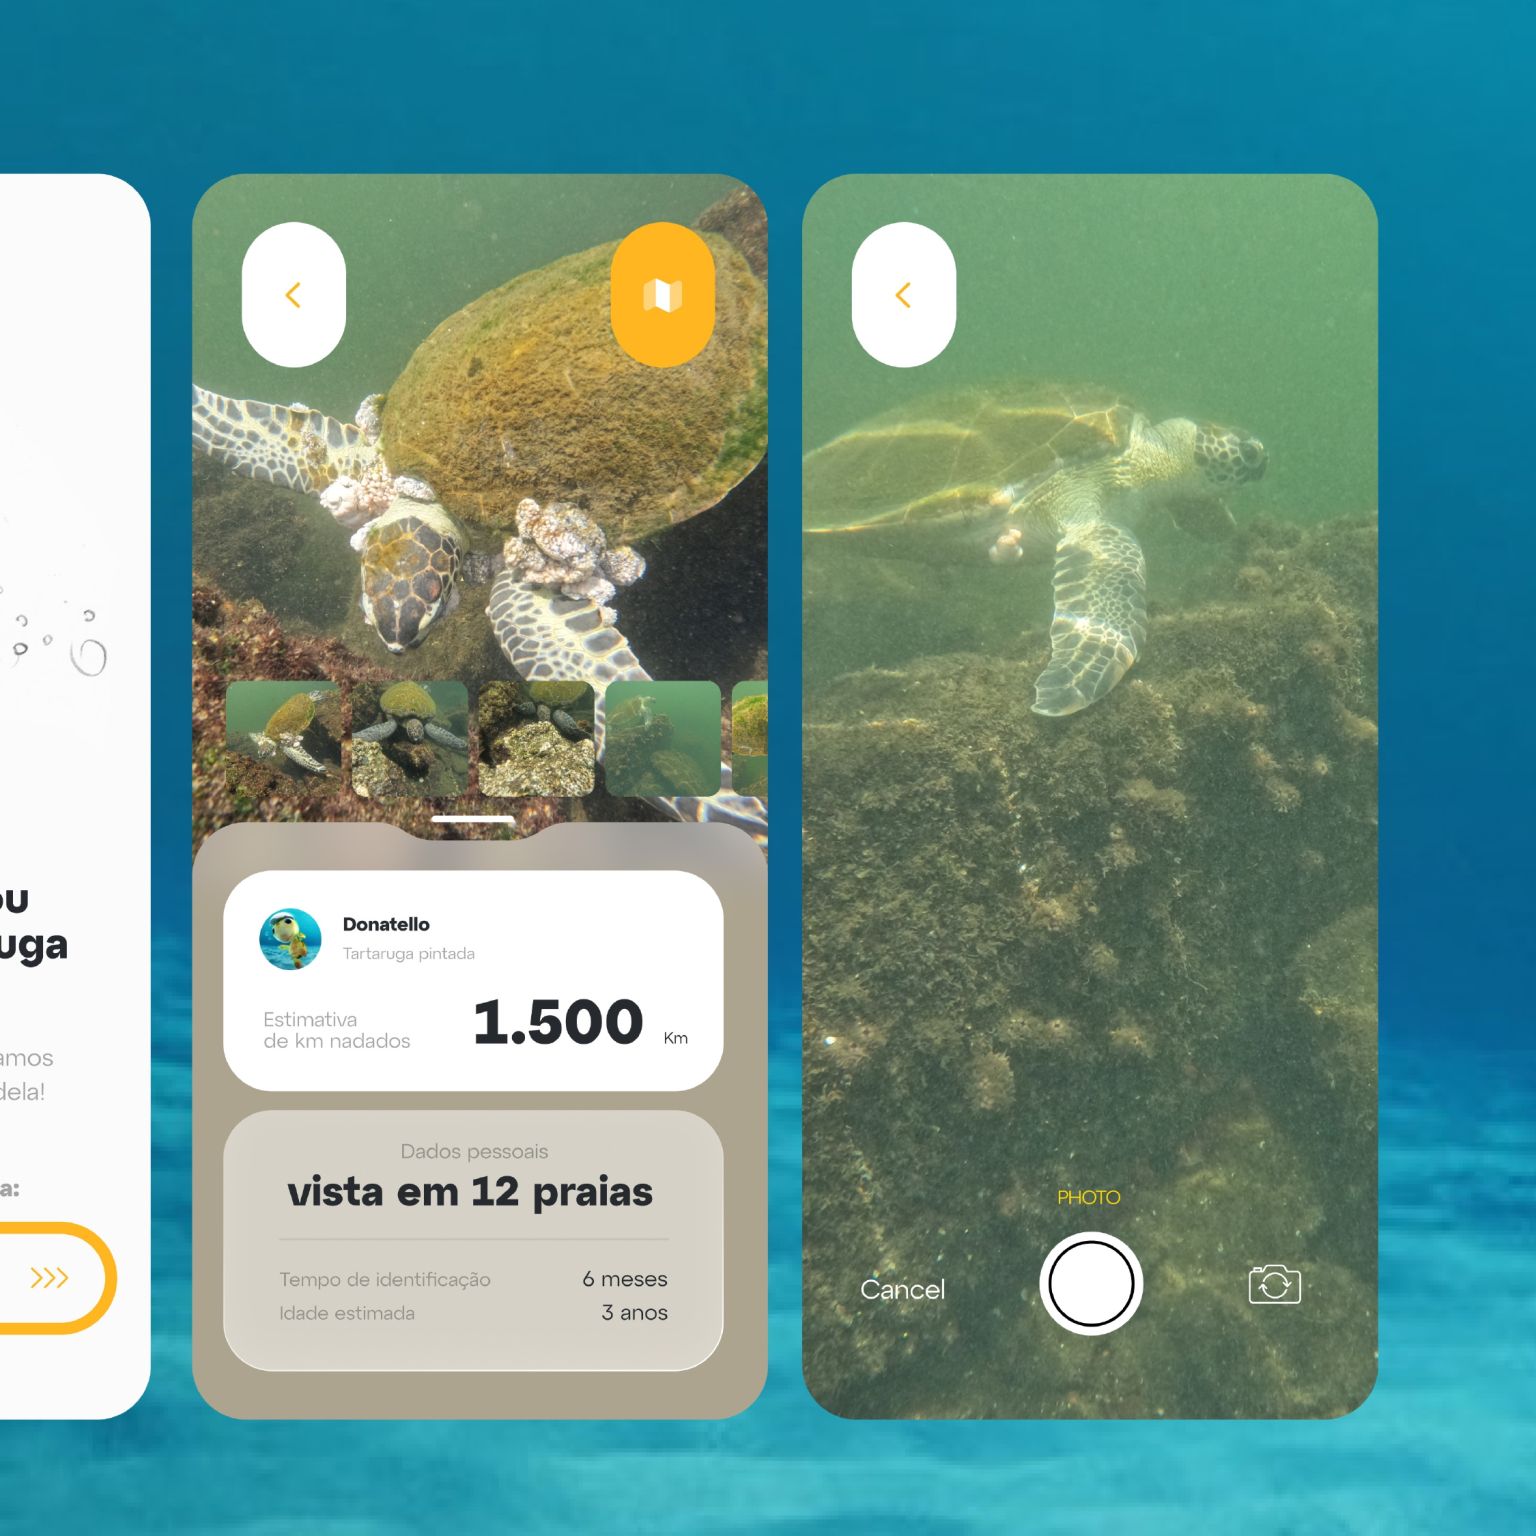 ou
uga
amos
dela!
a:
Donatello
Tartaruga pintada
Estimativa
de km nadados
1.500 Km
Dados pessoais
vista em 12 praias
Tempo de identificação 6 meses
Idade estimada 3 anos
PHOTO
Cancel